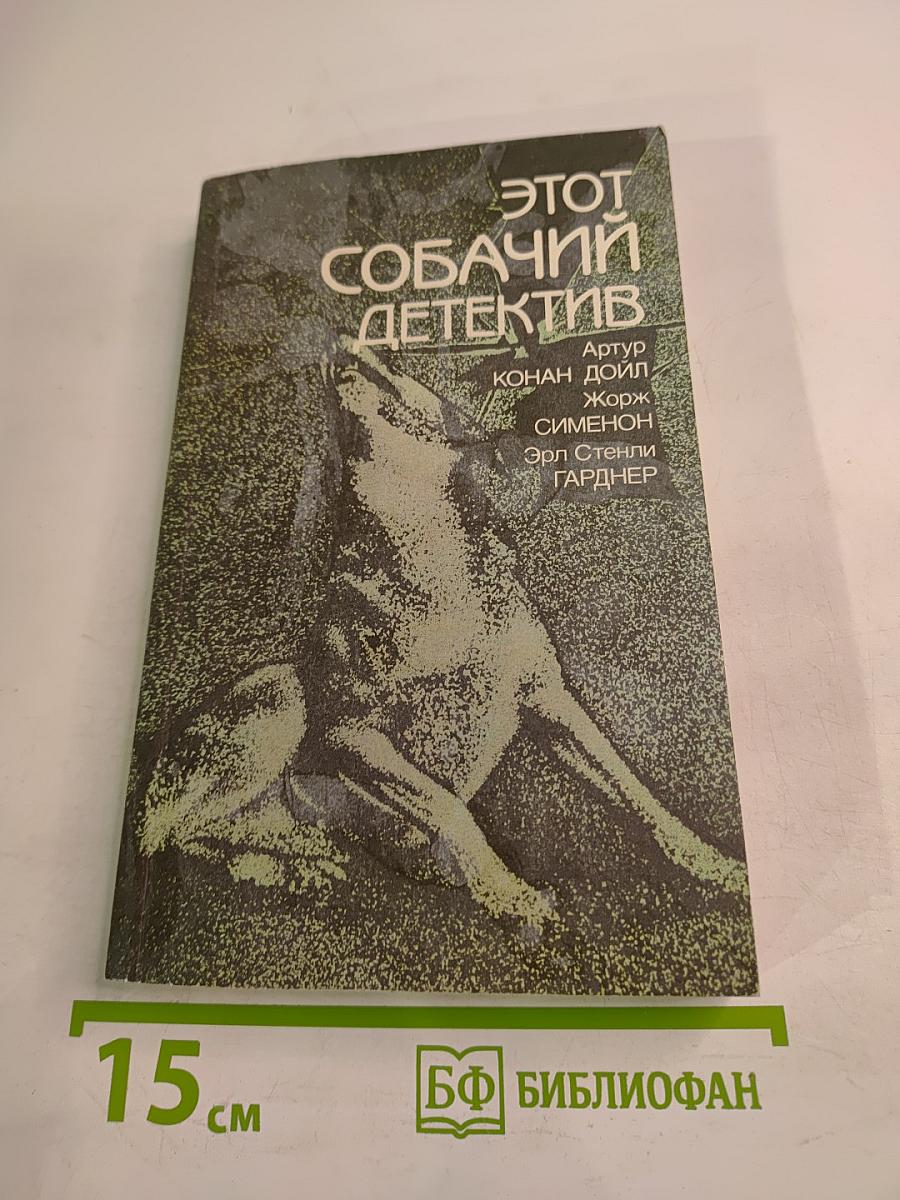 ЭТОТ
СОБАЧИЙ
ДЕТЕКТИВ
Артур
КОНАН ДОЙЛ
Жорж
СИМЕНОН
Эрл Стенли
ГАРДНЕР
15 см
БФ БИБЛИОФАН